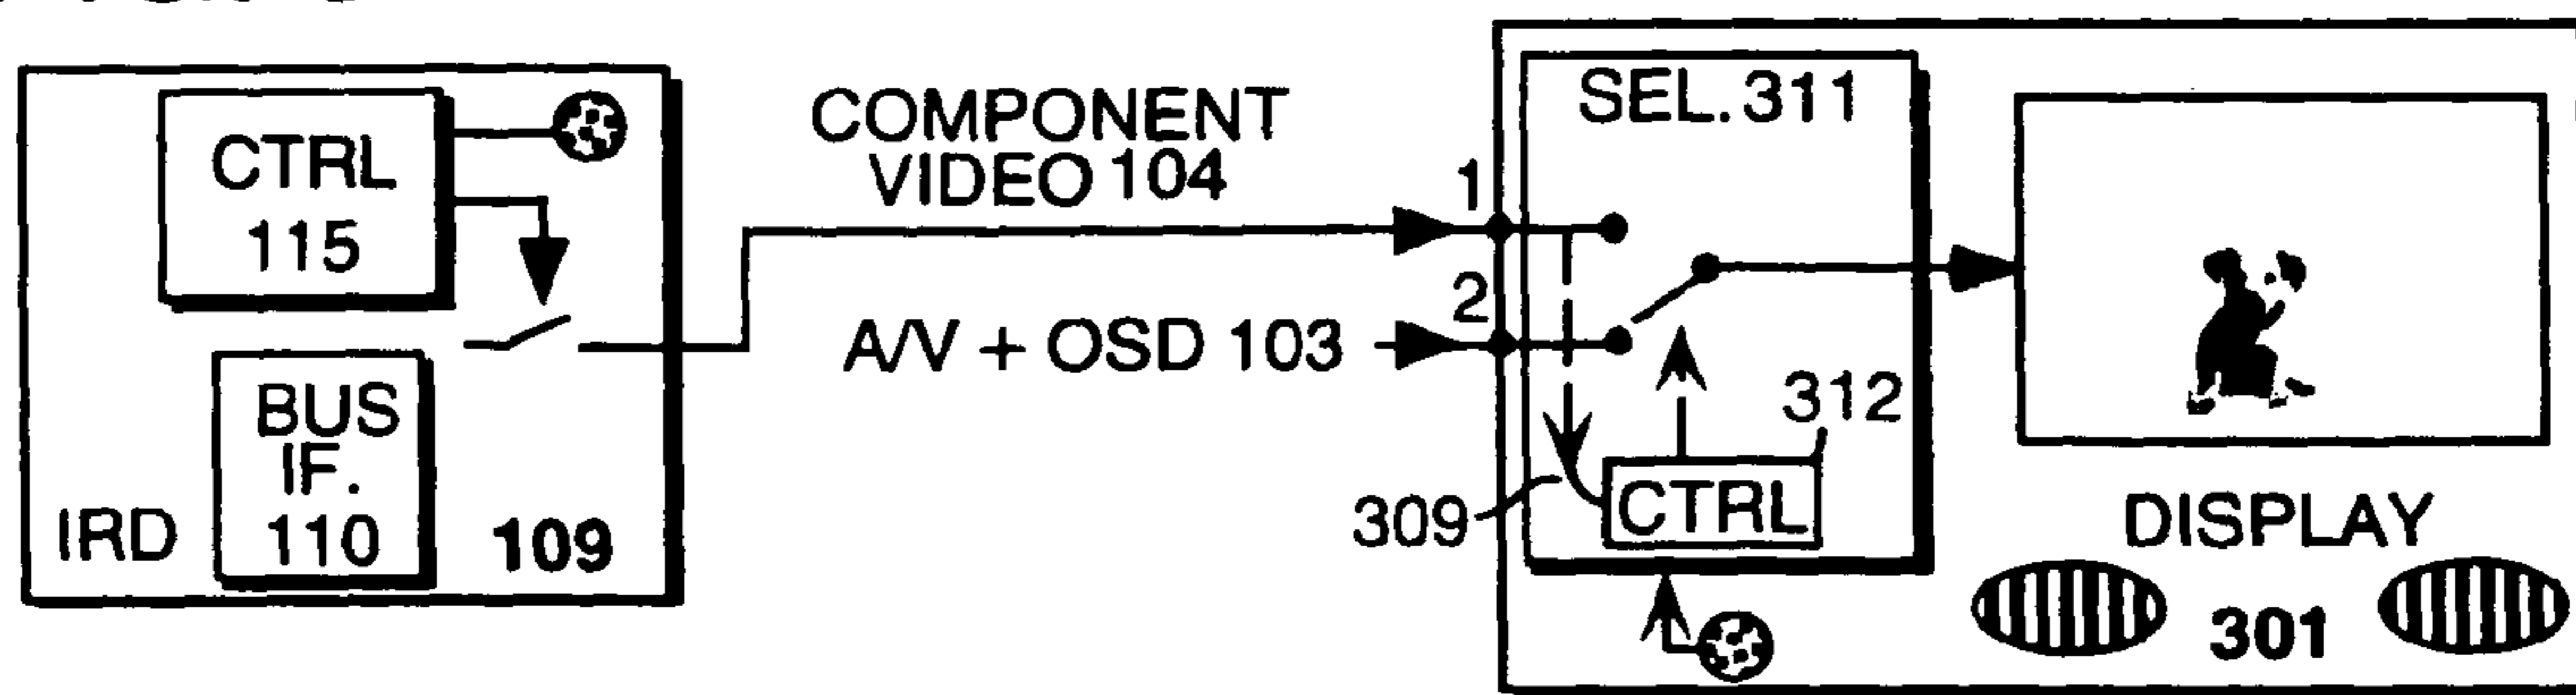 CTRL
115
BUS
IF.
110
IRD
109
COMPONENT
VIDEO 104
A/V + OSD 103
1
2
SEL. 311
312
309
CTRL
DISPLAY
301